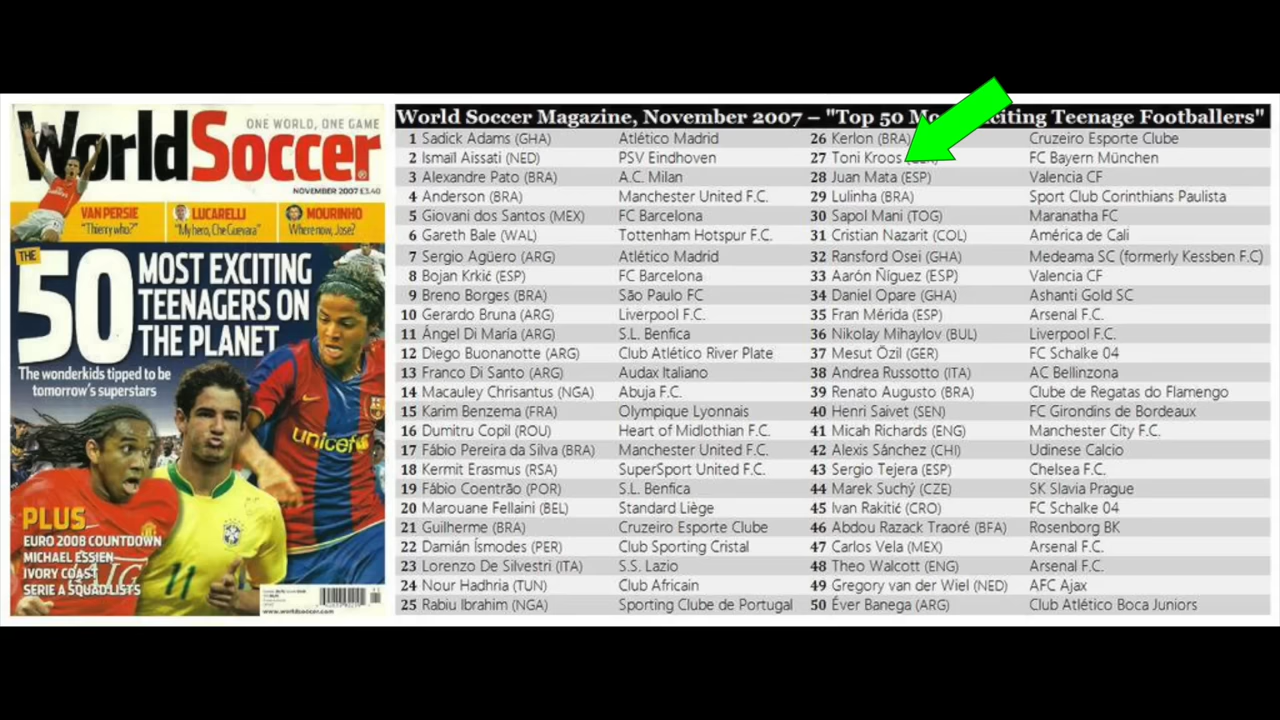 ONE WORLD, ONE GAME
WorldSoccer
NOVEMBER 2007 £3.40
VAN PERSIE
"Thierry who?"
LUCARELLI
"My hero, Che Guevara"
MOURINHO
Where now, Jose?
THE
50
MOST EXCITING
TEENAGERS ON
THE PLANET
The wonderkids tipped to be
tomorrow's superstars
unicef
11
AIG
PLUS
EURO 2008 COUNTDOWN
MICHAEL ESSIEN
IVORY COAST
SERIE A SQUAD LISTS
www.worldsoccer.com
World Soccer Magazine, November 2007 – "Top 50 Exciting Teenage Footballers"
1 Sadick Adams (GHA) Atlético Madrid
2 Ismaïl Aissati (NED) PSV Eindhoven
3 Alexandre Pato (BRA) A.C. Milan
4 Anderson (BRA) Manchester United F.C.
5 Giovani dos Santos (MEX) FC Barcelona
6 Gareth Bale (WAL) Tottenham Hotspur F.C.
7 Sergio Agüero (ARG) Atlético Madrid
8 Bojan Krkić (ESP) FC Barcelona
9 Breno Borges (BRA) São Paulo FC
10 Gerardo Bruna (ARG) Liverpool F.C.
11 Ángel Di María (ARG) S.L. Benfica
12 Diego Buonanotte (ARG) Club Atlético River Plate
13 Franco Di Santo (ARG) Audax Italiano
14 Macauley Chrisantus (NGA) Abuja F.C.
15 Karim Benzema (FRA) Olympique Lyonnais
16 Dumitru Copil (ROU) Heart of Midlothian F.C.
17 Fábio Pereira da Silva (BRA) Manchester United F.C.
18 Kermit Erasmus (RSA) SuperSport United F.C.
19 Fábio Coentrão (POR) S.L. Benfica
20 Marouane Fellaini (BEL) Standard Liège
21 Guilherme (BRA) Cruzeiro Esporte Clube
22 Damián Ísmodes (PER) Club Sporting Cristal
23 Lorenzo De Silvestri (ITA) S.S. Lazio
24 Nour Hadhria (TUN) Club Africain
25 Rabiu Ibrahim (NGA) Sporting Clube de Portugal
26 Kerlon (BRA) Cruzeiro Esporte Clube
27 Toni Kroos FC Bayern München
28 Juan Mata (ESP) Valencia CF
29 Lulinha (BRA) Sport Club Corinthians Paulista
30 Sapol Mani (TOG) Maranatha FC
31 Cristian Nazarit (COL) América de Cali
32 Ransford Osei (GHA) Medeama SC (formerly Kessben F.C)
33 Aarón Ñíguez (ESP) Valencia CF
34 Daniel Opare (GHA) Ashanti Gold SC
35 Fran Mérida (ESP) Arsenal F.C.
36 Nikolay Mihaylov (BUL) Liverpool F.C.
37 Mesut Özil (GER) FC Schalke 04
38 Andrea Russotto (ITA) AC Bellinzona
39 Renato Augusto (BRA) Clube de Regatas do Flamengo
40 Henri Saivet (SEN) FC Girondins de Bordeaux
41 Micah Richards (ENG) Manchester City F.C.
42 Alexis Sánchez (CHI) Udinese Calcio
43 Sergio Tejera (ESP) Chelsea F.C.
44 Marek Suchý (CZE) SK Slavia Prague
45 Ivan Rakitić (CRO) FC Schalke 04
46 Abdou Razack Traoré (BFA) Rosenborg BK
47 Carlos Vela (MEX) Arsenal F.C.
48 Theo Walcott (ENG) Arsenal F.C.
49 Gregory van der Wiel (NED) AFC Ajax
50 Éver Banega (ARG) Club Atlético Boca Juniors